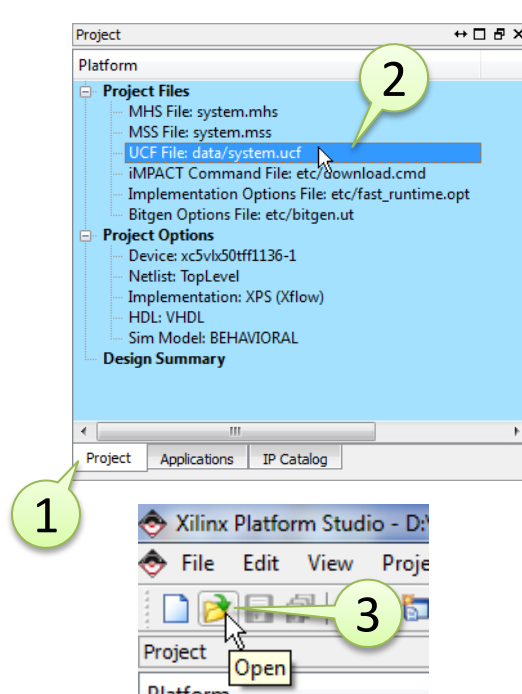 Project
Platform
2
Project Files
MHS File: system.mhs
MSS File: system.mss
UCF File: data/system.ucf
iMPACT Command File: etc/download.cmd
Implementation Options File: etc/fast_runtime.opt
Bitgen Options File: etc/bitgen.ut
Project Options
Device: xc5vlx50tff1136-1
Netlist: TopLevel
Implementation: XPS (Xflow)
HDL: VHDL
Sim Model: BEHAVIORAL
Design Summary
Project Applications IP Catalog
1
Xilinx Platform Studio - D:\
File Edit View Proje
3
Project
Open
Platform